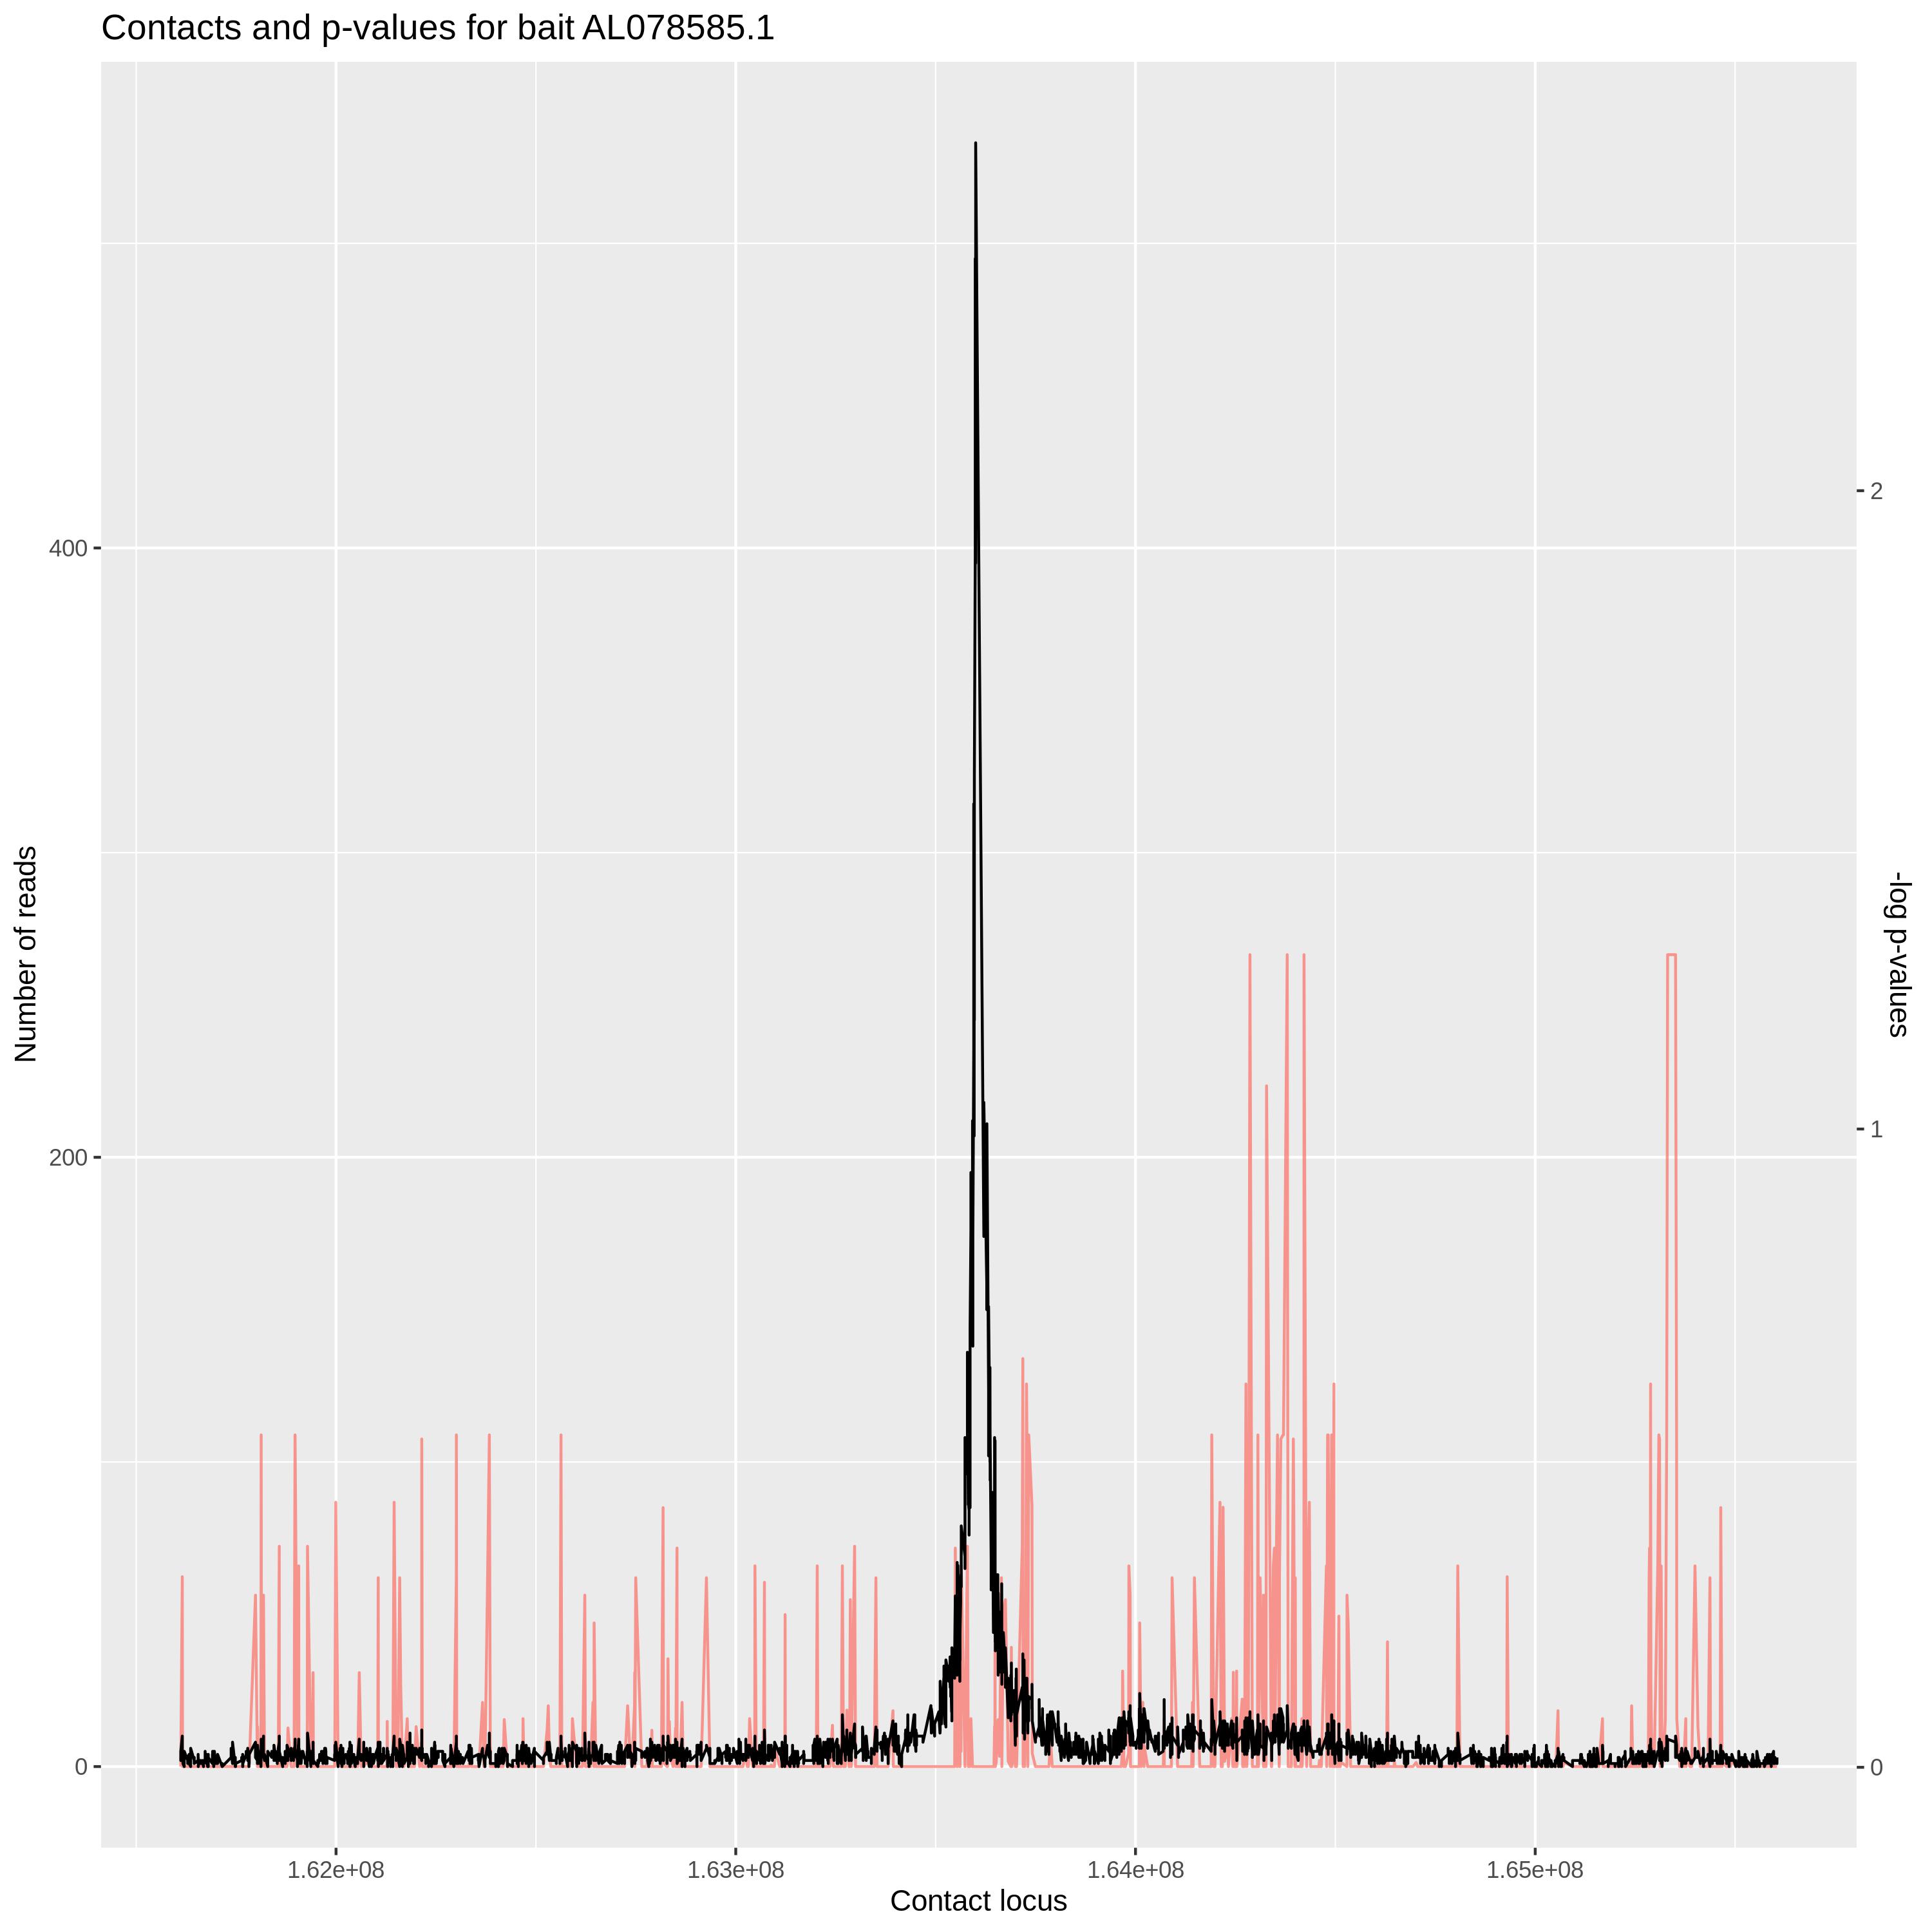 Contacts and p-values for bait AL078585.1
Number of reads
400
200
0
2
1
0
-log p-values
1.62e+08
1.63e+08
1.64e+08
1.65e+08
Contact locus